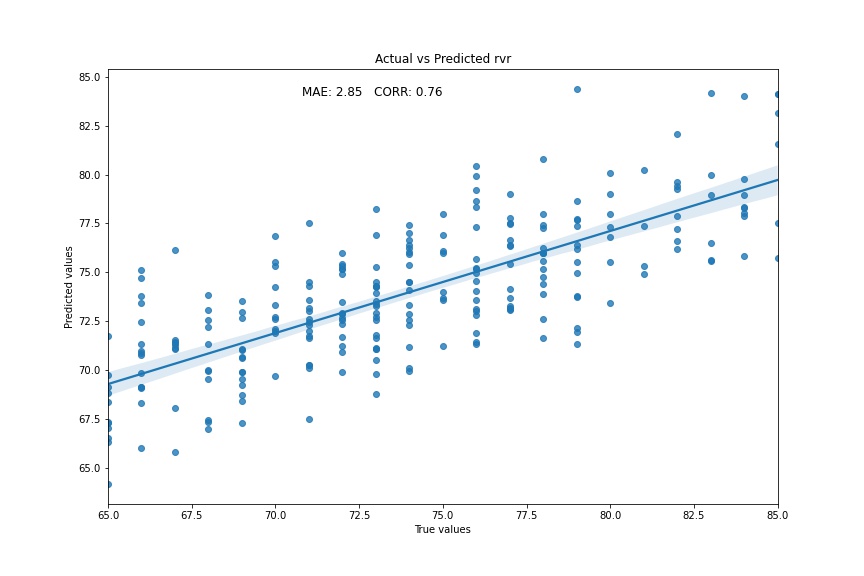 Actual vs Predicted rvr
MAE: 2.85   CORR: 0.76
85.0
82.5
80.0
77.5
75.0
72.5
70.0
67.5
65.0
Predicted values
65.0 67.5 70.0 72.5 75.0 77.5 80.0 82.5 85.0
True values